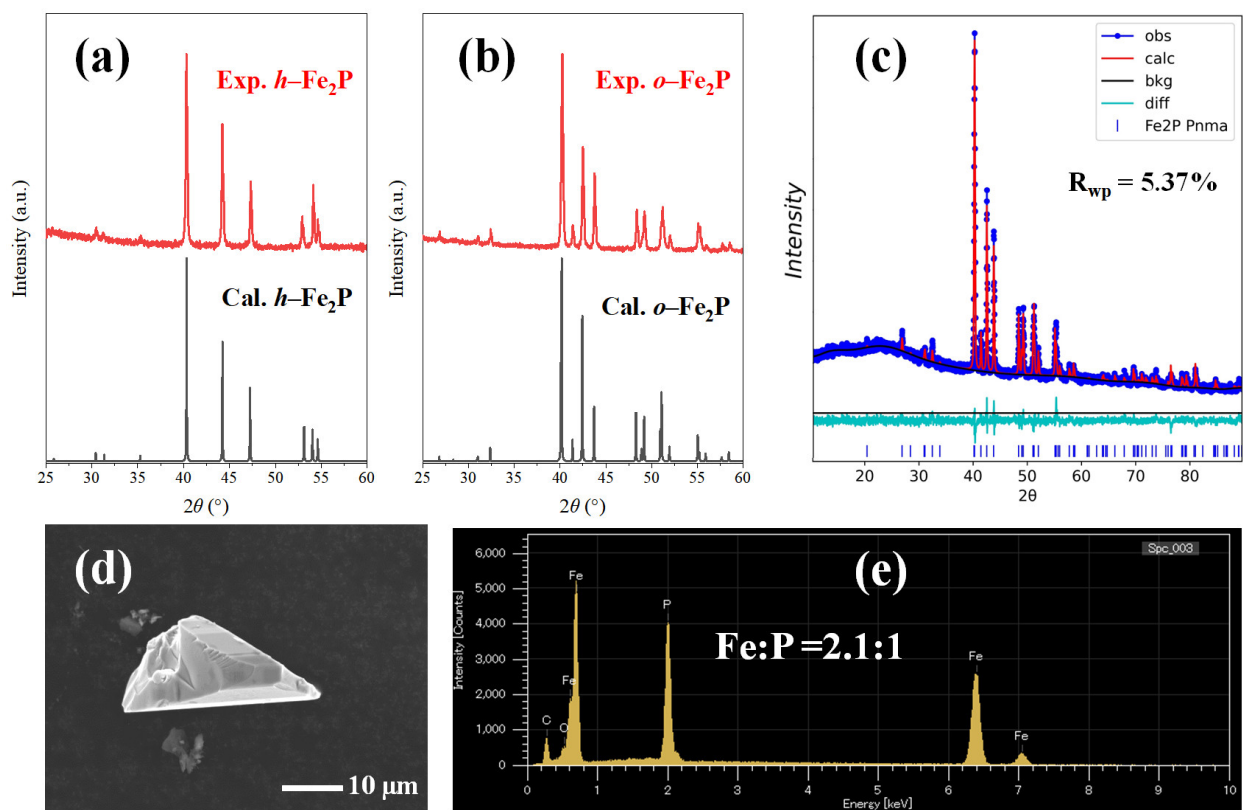 (a)
Exp. h–Fe₂P
Cal. h–Fe₂P
Intensity (a.u.)
25 30 35 40 45 50 55 60
2θ (°)
(b)
Exp. o–Fe₂P
Cal. o–Fe₂P
Intensity (a.u.)
25 30 35 40 45 50 55 60
2θ (°)
(c)
obs
calc
bkg
diff
Fe2P Pnma
R_wp = 5.37%
Intensity
20 30 40 50 60 70 80
2θ
(d)
10 μm
(e)
Spc_003
Fe:P =2.1:1
Intensity [Counts]
6,000
5,000
4,000
3,000
2,000
1,000
0
C
O
Fe
Fe
P
Fe
Fe
0 1 2 3 4 5 6 7 8 9 10
Energy [keV]